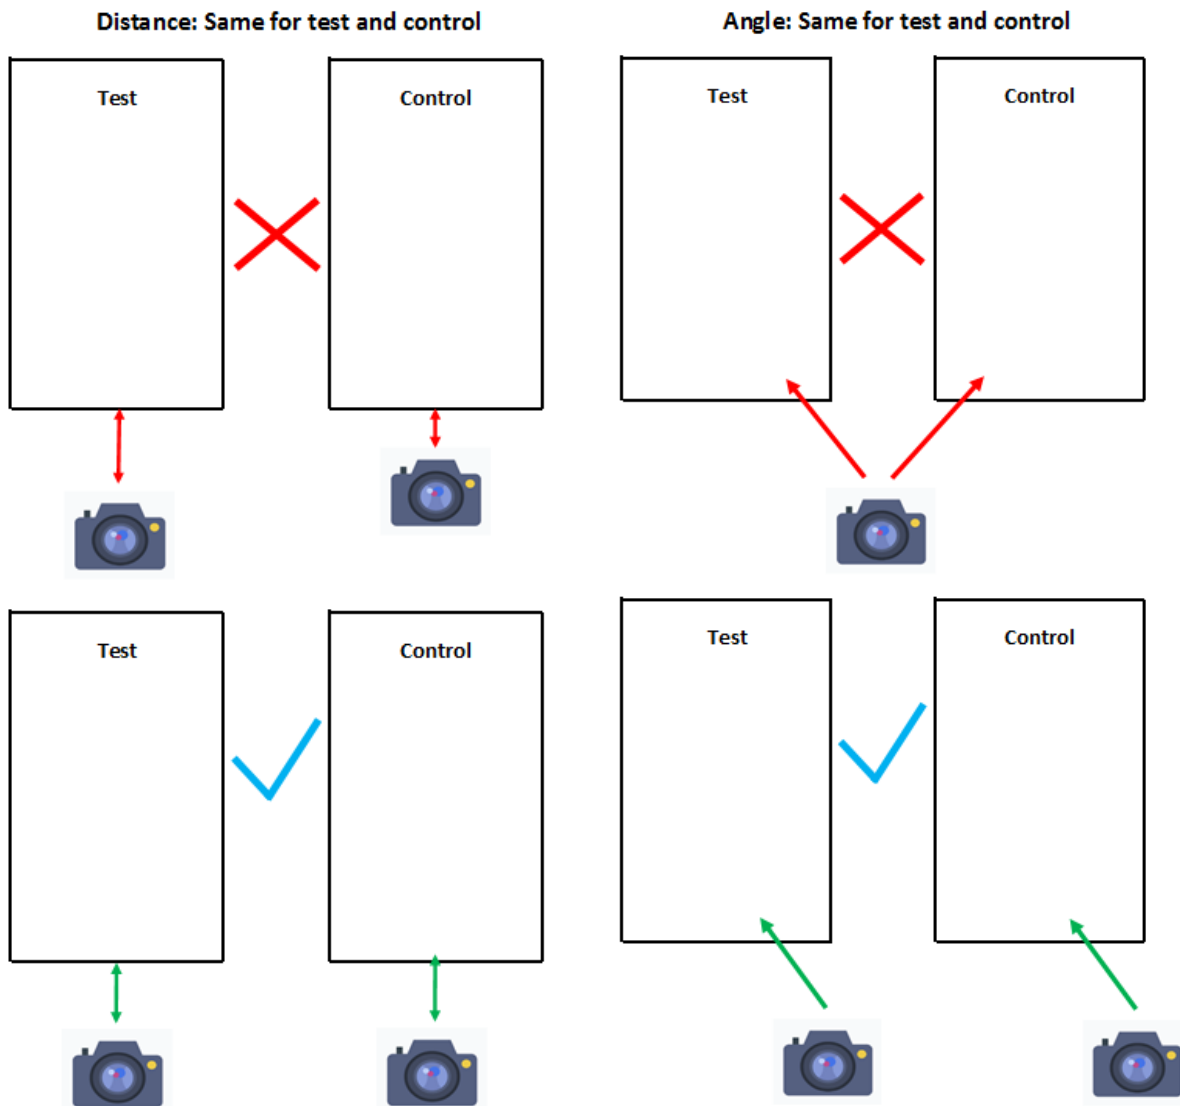 Distance: Same for test and control
Angle: Same for test and control
Test
Control
Test
Control
Test
Control
Test
Control